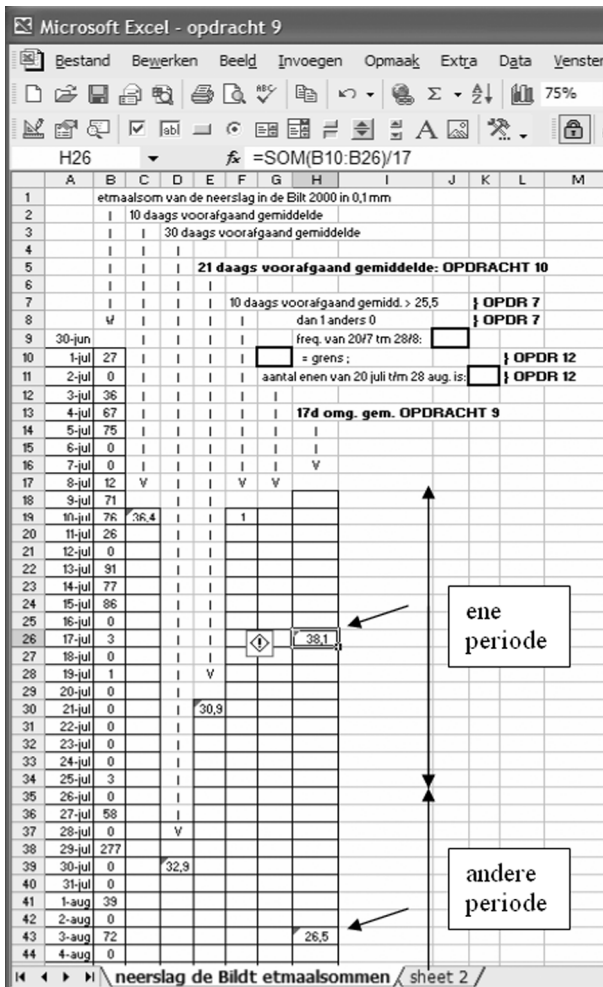 Microsoft Excel - opdracht 9
Bestand Bewerken Beeld Invoegen Opmaak Extra Data Venster
75%
H26 fx =SOM(B10:B26)/17
A B C D E F G H I J K L M
1 etmaalsom van de neerslag in de Bilt 2000 in 0,1 mm
2 10 daags voorafgaand gemiddelde
3 30 daags voorafgaand gemiddelde
4
5 21 daags voorafgaand gemiddelde: OPDRACHT 10
6
7 10 daags voorafgaand gemidd. > 25,5 } OPDR 7
8 dan 1 anders 0 } OPDR 7
9 30-jun freq. van 20/7 tm 28/8:
10 1-jul 27 = grens ; } OPDR 12
11 2-jul 0 aantal enen van 20 juli t/m 28 aug. is: } OPDR 12
12 3-jul 36
13 4-jul 67 17d omg. gem. OPDRACHT 9
14 5-jul 75
15 6-jul 0
16 7-jul 0 V
17 8-jul 12 V V V
18 9-jul 71
19 10-jul 76 36,4 1
20 11-jul 26
21 12-jul 0
22 13-jul 91
23 14-jul 77
24 15-jul 86
25 16-jul 0
26 17-jul 3 38,1
27 18-jul 0
28 19-jul 1 V
29 20-jul 0
30 21-jul 0 30,9
31 22-jul 0
32 23-jul 0
33 24-jul 0
34 25-jul 3
35 26-jul 0
36 27-jul 58
37 28-jul 0 V
38 29-jul 277
39 30-jul 0 32,9
40 31-jul 0
41 1-aug 39
42 2-aug 0
43 3-aug 72 26,5
44 4-aug 0
ene
periode
andere
periode
neerslag de Bildt etmaalsommen / sheet 2 /